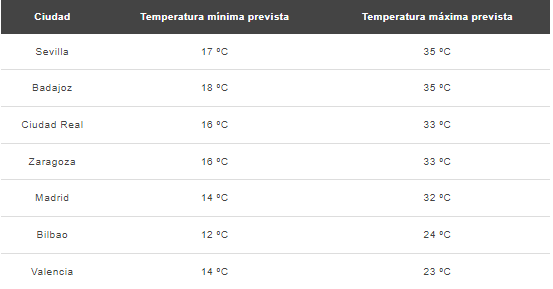 Ciudad Temperatura mínima prevista Temperatura máxima prevista
Sevilla 17 ºC 35 ºC
Badajoz 18 ºC 35 ºC
Ciudad Real 16 ºC 33 ºC
Zaragoza 16 ºC 33 ºC
Madrid 14 ºC 32 ºC
Bilbao 12 ºC 24 ºC
Valencia 14 ºC 23 ºC